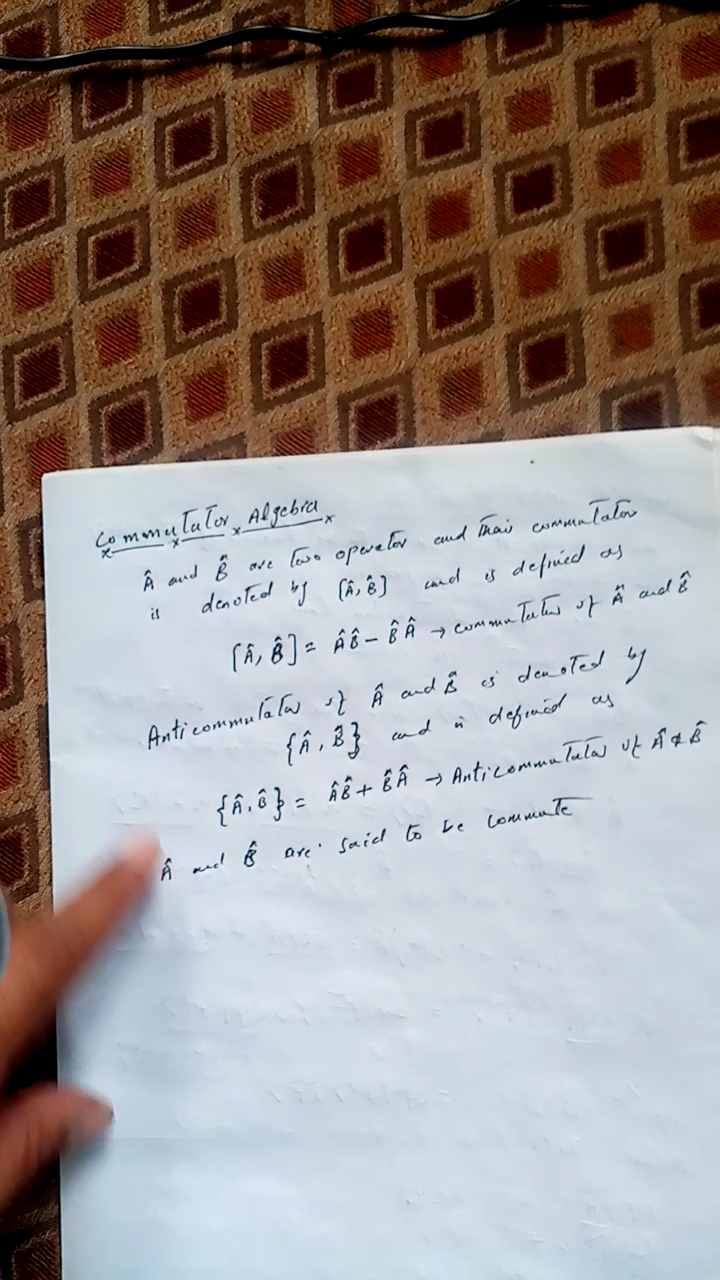 Commutator Algebra
Â and B̂ are two operator and their commutator
is denoted by [Â, B̂] and is defined as
[Â, B̂] = ÂB̂ - B̂Â → commutator of Â and B̂
Anticommutator of Â and B̂ is denoted by
{Â, B̂} and is defined as
{Â, B̂} = ÂB̂ + B̂Â → Anticommutator of Â & B̂
Â and B̂ are said to be commute